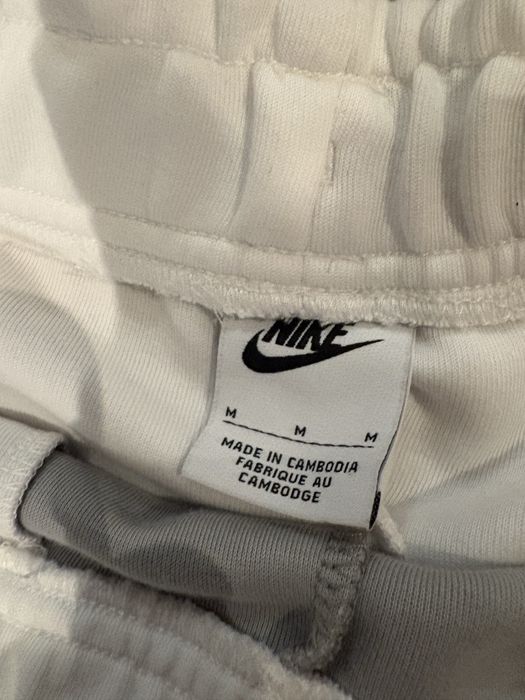 NIKE
M M M
MADE IN CAMBODIA
FABRIQUE AU
CAMBODGE